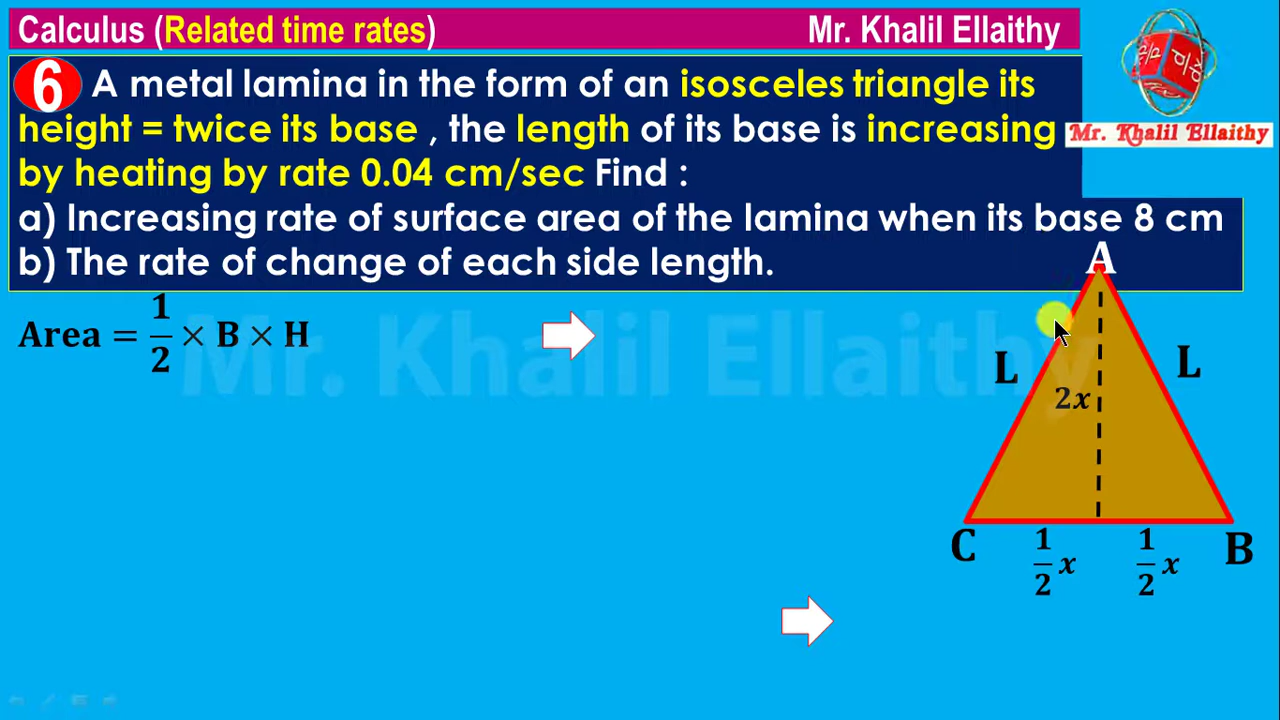 Calculus (Related time rates) Mr. Khalil Ellaithy
6 A metal lamina in the form of an isosceles triangle its
height = twice its base , the length of its base is increasing
by heating by rate 0.04 cm/sec Find :
a) Increasing rate of surface area of the lamina when its base 8 cm
b) The rate of change of each side length.
Mr. Khalil Ellaithy
Area = 1/2 × B × H
Mr. Khalil Ellaithy
A
L
L
2x
C
B
1/2 x
1/2 x